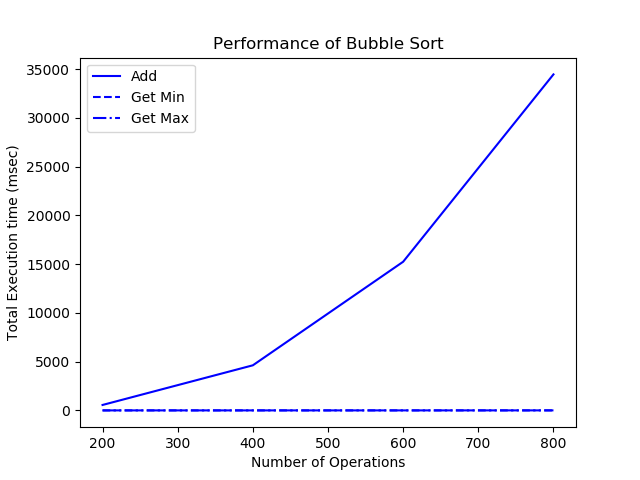 Performance of Bubble Sort
Add
Get Min
Get Max
Total Execution time (msec)
35000
30000
25000
20000
15000
10000
5000
0
200 300 400 500 600 700 800
Number of Operations